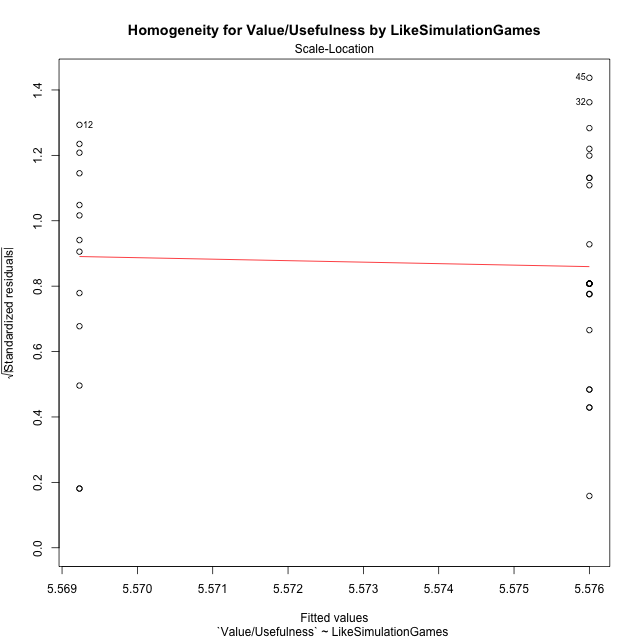 Homogeneity for Value/Usefulness by LikeSimulationGames
Scale-Location
√|Standardized residuals|
1.4
1.2
1.0
0.8
0.6
0.4
0.2
0.0
45
32
12
5.569 5.570 5.571 5.572 5.573 5.574 5.575 5.576
Fitted values
`Value/Usefulness` ~ LikeSimulationGames